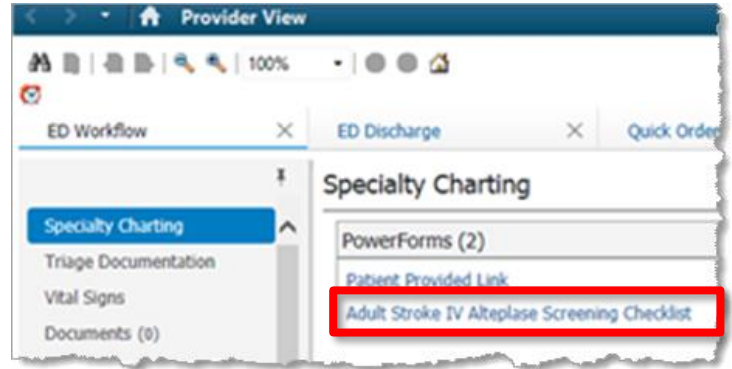 Provider View
100%
ED Workflow
ED Discharge
Quick Order
Specialty Charting
Specialty Charting
Triage Documentation
Vital Signs
Documents (0)
PowerForms (2)
Patient Provided Link
Adult Stroke IV Alteplase Screening Checklist